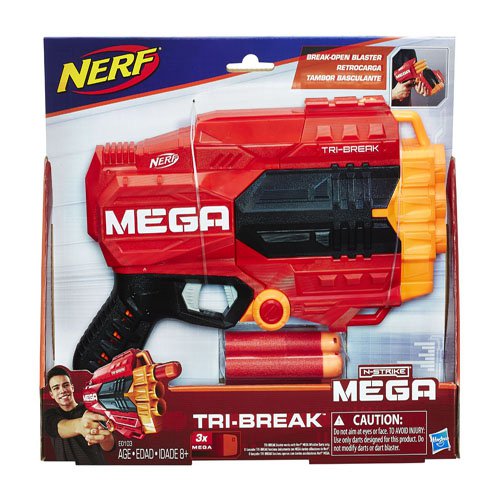 NERF
BREAK-OPEN BLASTER
RETROCARGA
TAMBOR BASCULANTE
TRI-BREAK
NERF
MEGA
N-STRIKE
MEGA
TRI-BREAK™
3x
MEGA
E0103
AGE • EDAD • IDADE 8+
CAUTION:
Do not aim at eyes or face. TO AVOID INJURY:
Use only darts designed for this product. Do
not modify darts or dart blaster.
Hasbro